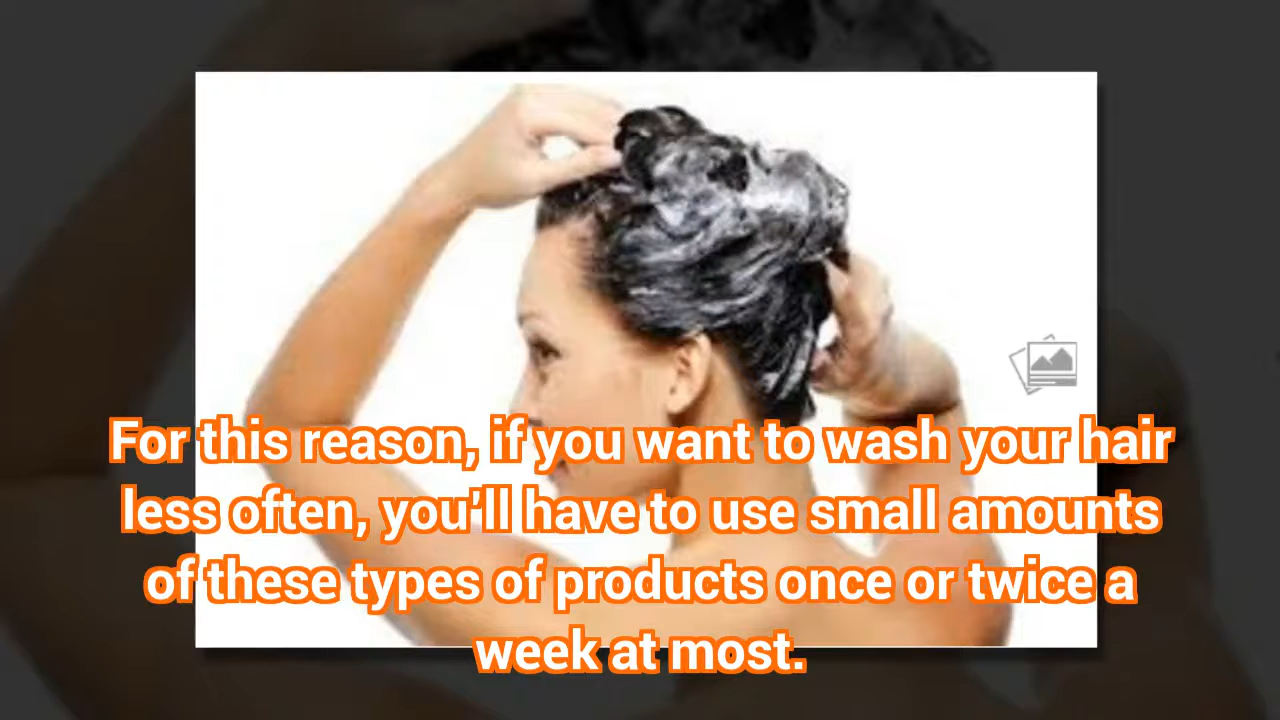 For this reason, if you want to wash your hair
less often, you’ll have to use small amounts
of these types of products once or twice a
week at most.